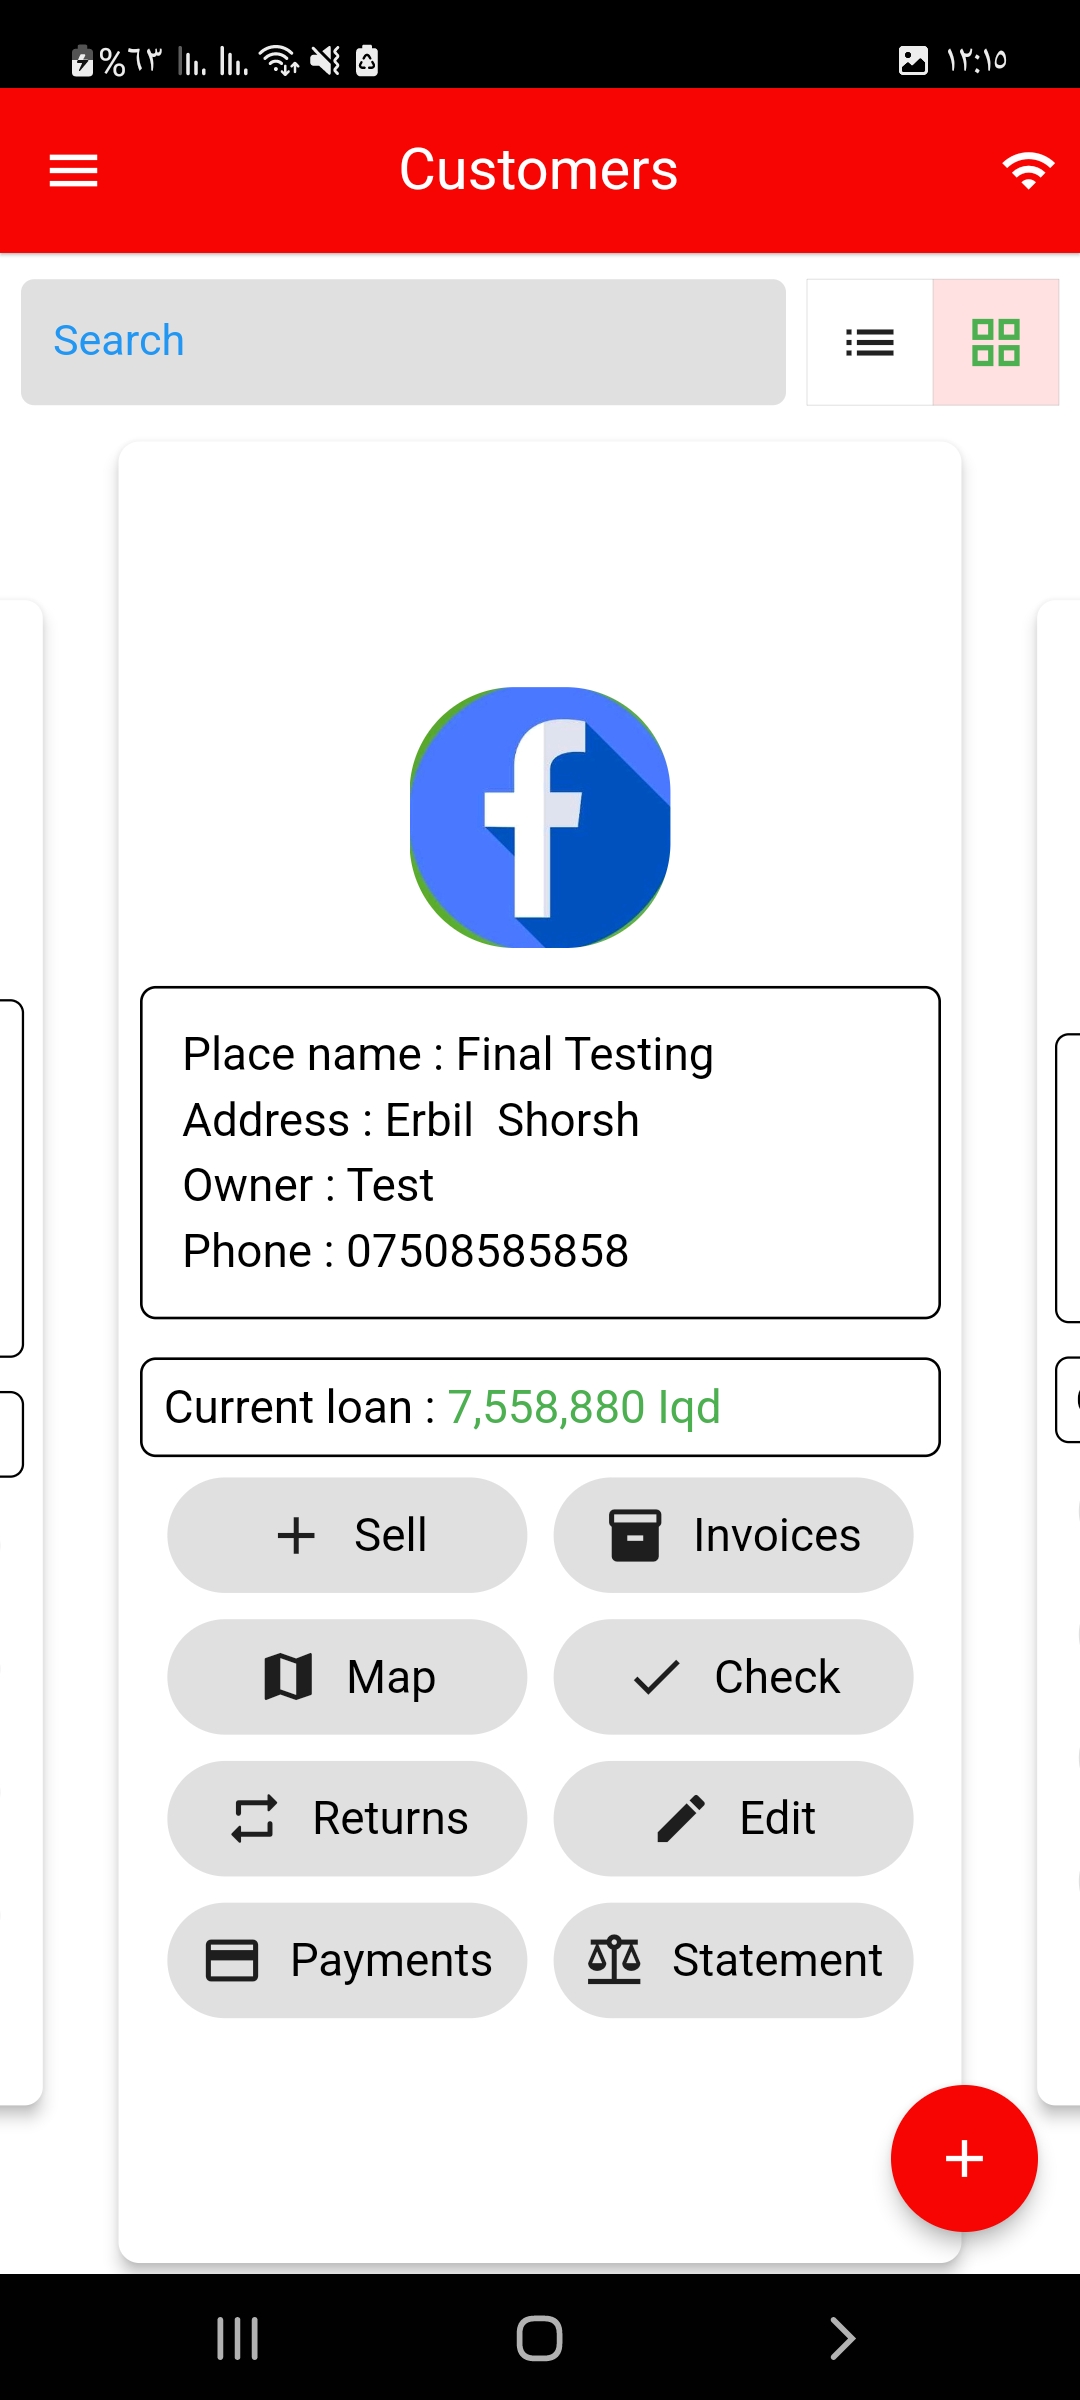 %٦٣ ١٢:١٥
Customers
Search
Place name : Final Testing
Address : Erbil  Shorsh
Owner : Test
Phone : 07508585858
Current loan : 7,558,880 Iqd
Sell Invoices
Map Check
Returns Edit
Payments Statement